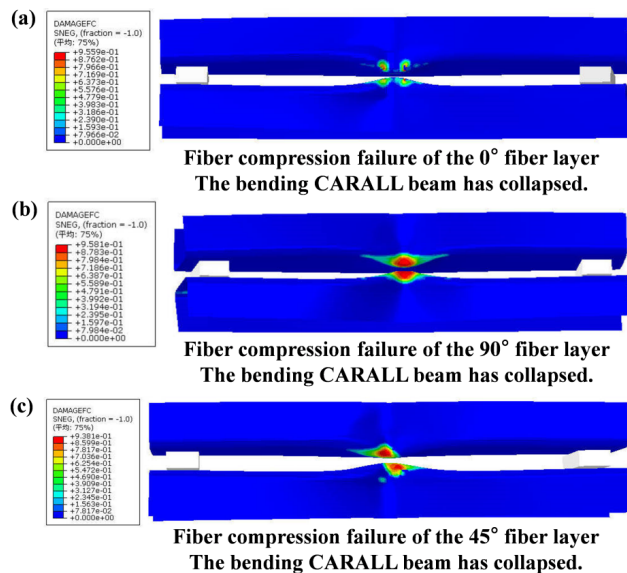 (a)
DAMAGEFC
SNEG, (fraction = -1.0)
(平均: 75%)
+9.559e-01
+8.762e-01
+7.966e-01
+7.169e-01
+6.373e-01
+5.576e-01
+4.779e-01
+3.983e-01
+3.186e-01
+2.390e-01
+1.593e-01
+7.966e-02
+0.000e+00
Fiber compression failure of the 0° fiber layer
The bending CARALL beam has collapsed.
(b)
DAMAGEFC
SNEG, (fraction = -1.0)
(平均: 75%)
+9.581e-01
+8.783e-01
+7.984e-01
+7.186e-01
+6.387e-01
+5.589e-01
+4.791e-01
+3.992e-01
+3.194e-01
+2.395e-01
+1.597e-01
+7.984e-02
+0.000e+00
Fiber compression failure of the 90° fiber layer
The bending CARALL beam has collapsed.
(c)
DAMAGEFC
SNEG, (fraction = -1.0)
(平均: 75%)
+9.381e-01
+8.599e-01
+7.817e-01
+7.036e-01
+6.254e-01
+5.472e-01
+4.690e-01
+3.909e-01
+3.127e-01
+2.345e-01
+1.563e-01
+7.817e-02
+0.000e+00
Fiber compression failure of the 45° fiber layer
The bending CARALL beam has collapsed.